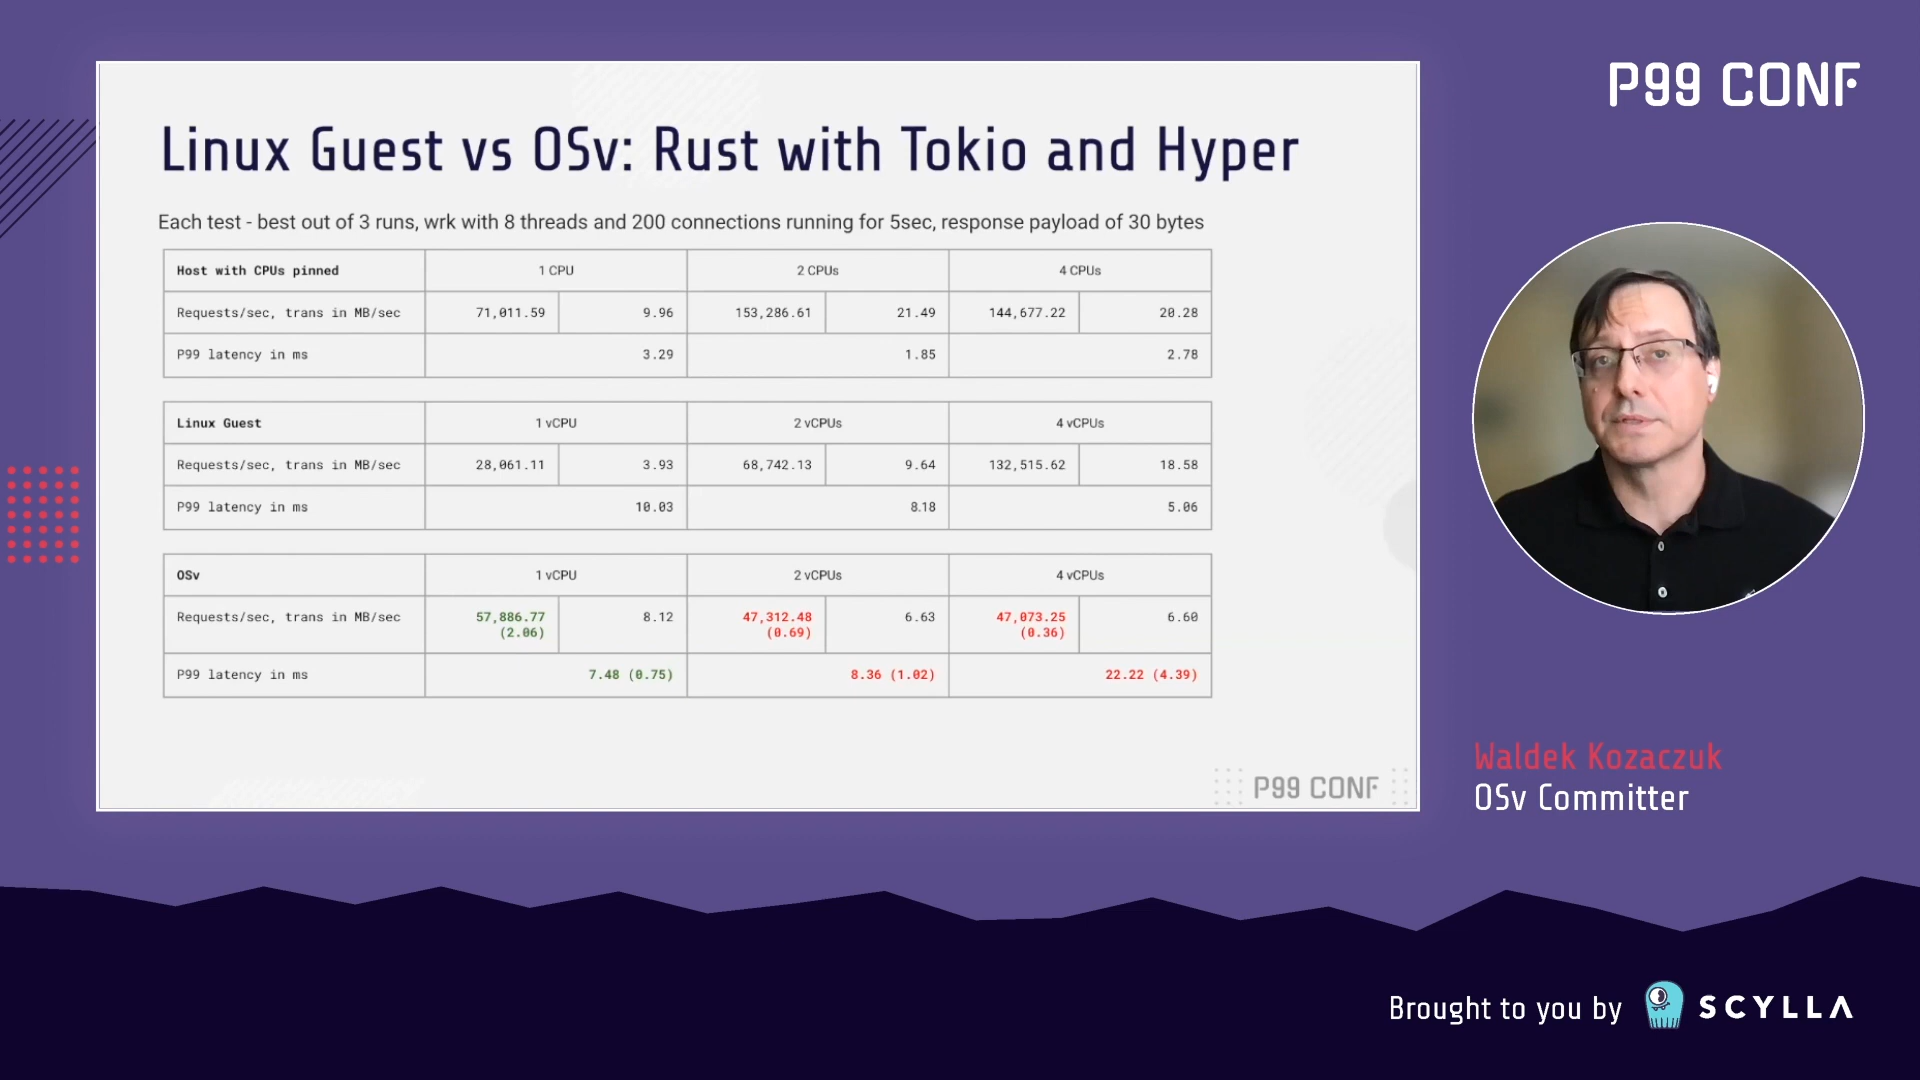 P99 CONF
Linux Guest vs OSv: Rust with Tokio and Hyper
Each test - best out of 3 runs, wrk with 8 threads and 200 connections running for 5sec, response payload of 30 bytes
Host with CPUs pinned 1 CPU 2 CPUs 4 CPUs
Requests/sec, trans in MB/sec 71,011.59 9.96 153,286.61 21.49 144,677.22 20.28
P99 latency in ms 3.29 1.85 2.78
Linux Guest 1 vCPU 2 vCPUs 4 vCPUs
Requests/sec, trans in MB/sec 28,061.11 3.93 68,742.13 9.64 132,515.62 18.58
P99 latency in ms 10.03 8.18 5.06
OSv 1 vCPU 2 vCPUs 4 vCPUs
Requests/sec, trans in MB/sec 57,886.77 8.12 47,312.48 6.63 47,073.25 6.60
(2.06) (0.69) (0.36)
P99 latency in ms 7.48 (0.75) 8.36 (1.02) 22.22 (4.39)
P99 CONF
Waldek Kozaczuk
OSv Committer
Brought to you by SCYLLA